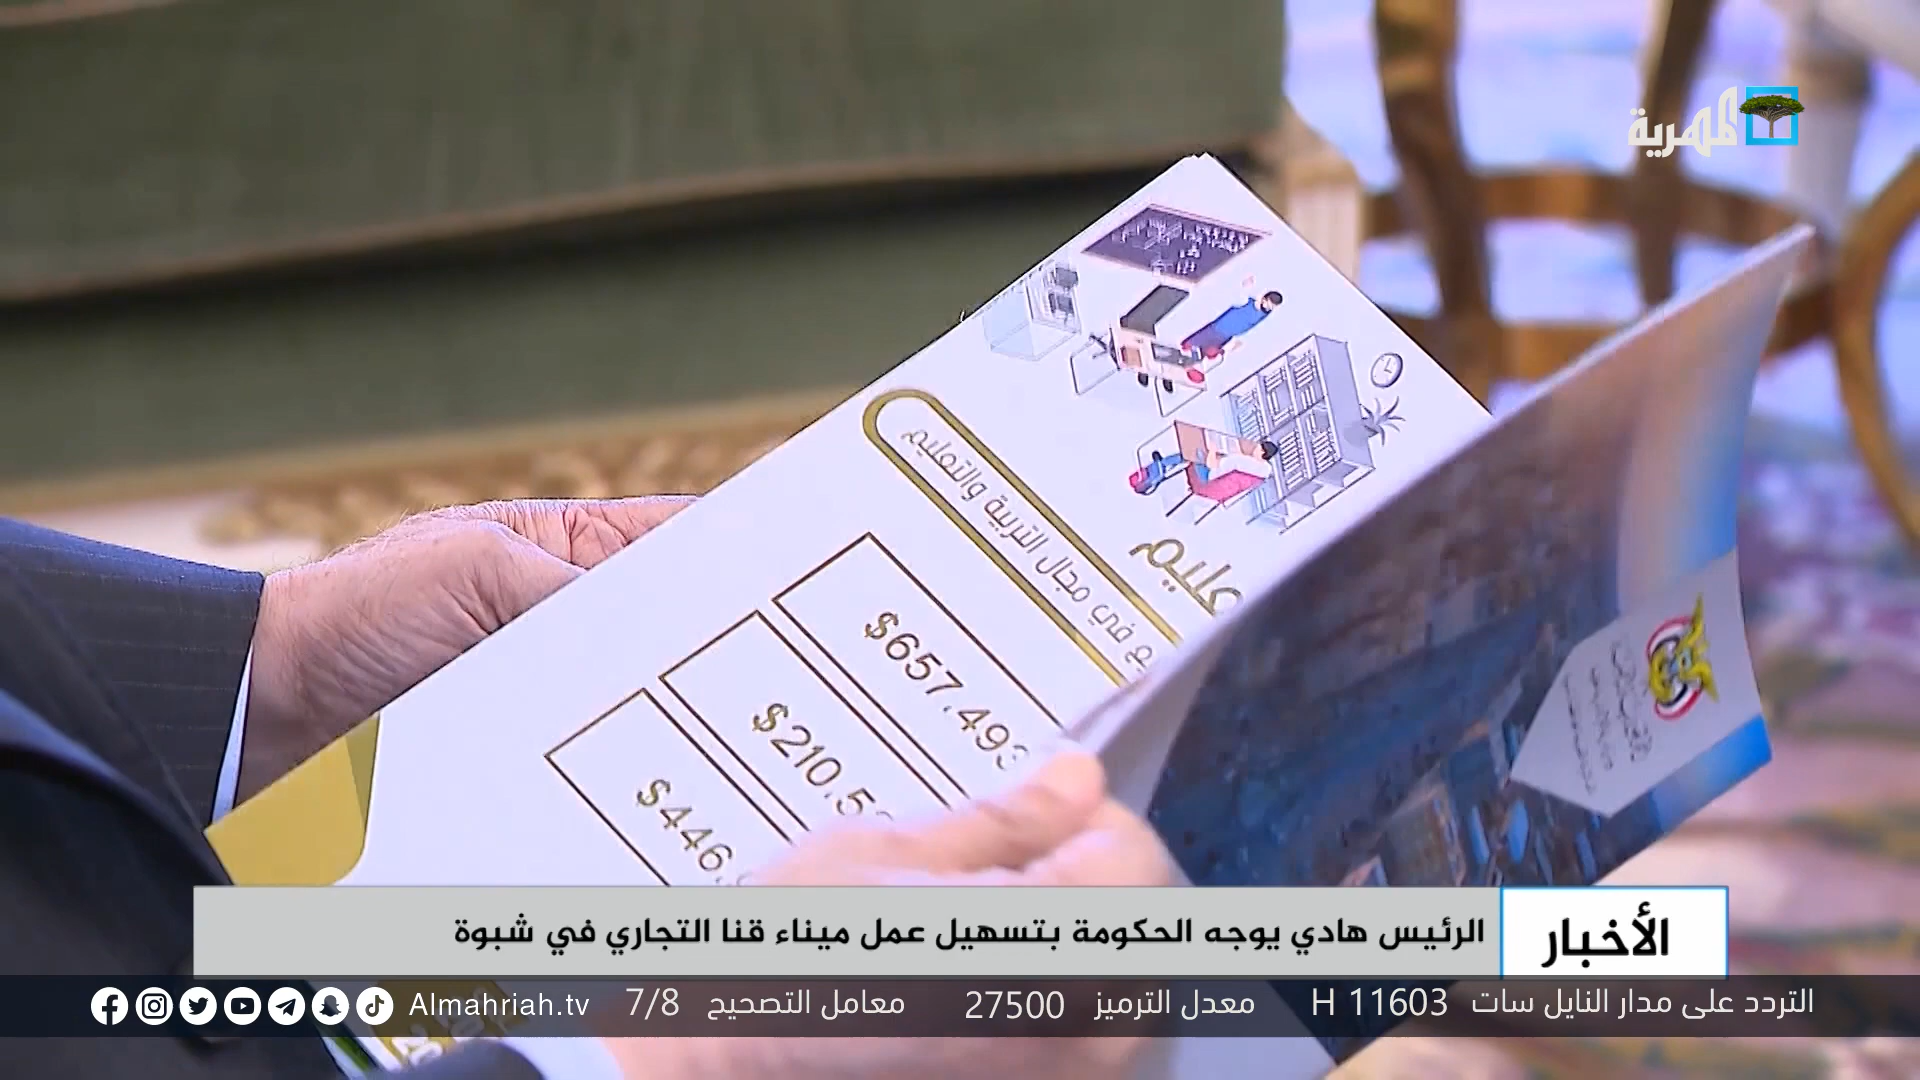 المهرية
عليم
ع في مجال التربية والتعليم
$657.493
$210.5
$446.
الأخبار
الرئيس هادي يوجه الحكومة بتسهيل عمل ميناء قنا التجاري في شبوة
التردد على مدار النايل سات H 11603 معدل الترميز 27500 معامل التصحيح 7/8 Almahriah.tv